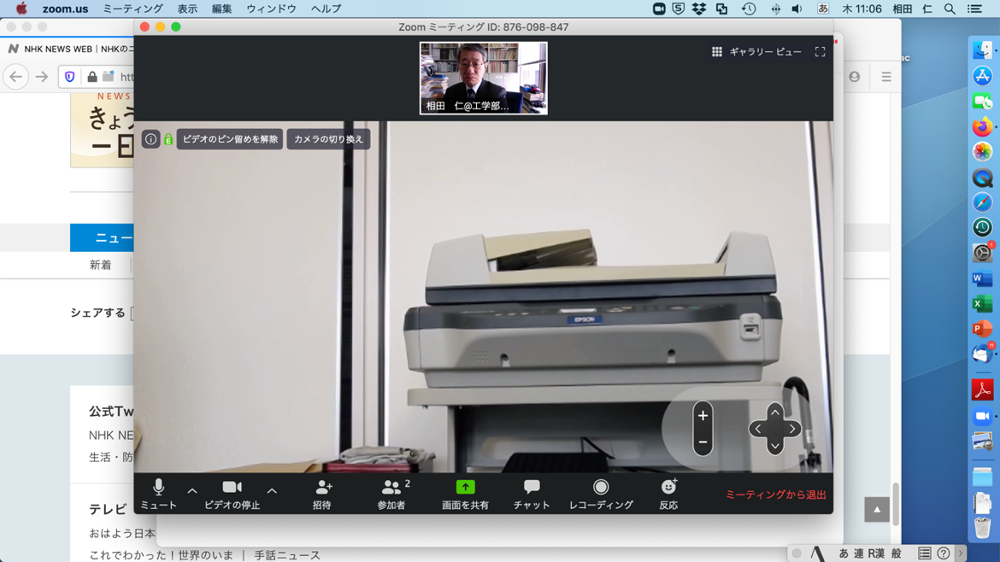 zoom.us ミーティング 表示 編集 ウィンドウ ヘルプ
あ 木 11:06 相田 仁
Zoom ミーティング ID: 876-098-847
NHK NEWS WEB | NHKのニ
htt
ac
ギャラリー ビュー
相田 仁@工学部...
NEWS
きょう
一日
ビデオのピン留めを解除
カメラの切り換え
ニュー
新着
シェアする
EPSON
公式Tw
NHK NE
生活・防
テレビ
おはよう日本
これでわかった！世界のいま | 手話ニュース
ミュート
ビデオの停止
招待
参加者
2
画面を共有
チャット
レコーディング
反応
ミーティングから退出
あ 連 R漢 般